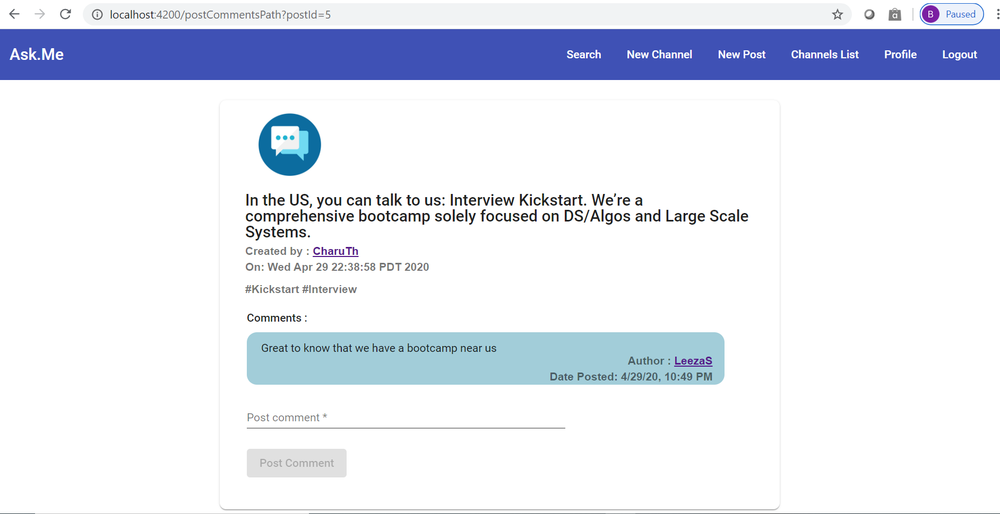 localhost:4200/postCommentsPath?postId=5
B Paused
Ask.Me
Search New Channel New Post Channels List Profile Logout
In the US, you can talk to us: Interview Kickstart. We’re a
comprehensive bootcamp solely focused on DS/Algos and Large Scale
Systems.
Created by : CharuTh
On: Wed Apr 29 22:38:58 PDT 2020
#Kickstart #Interview
Comments :
Great to know that we have a bootcamp near us
Author : LeezaS
Date Posted: 4/29/20, 10:49 PM
Post comment *
Post Comment